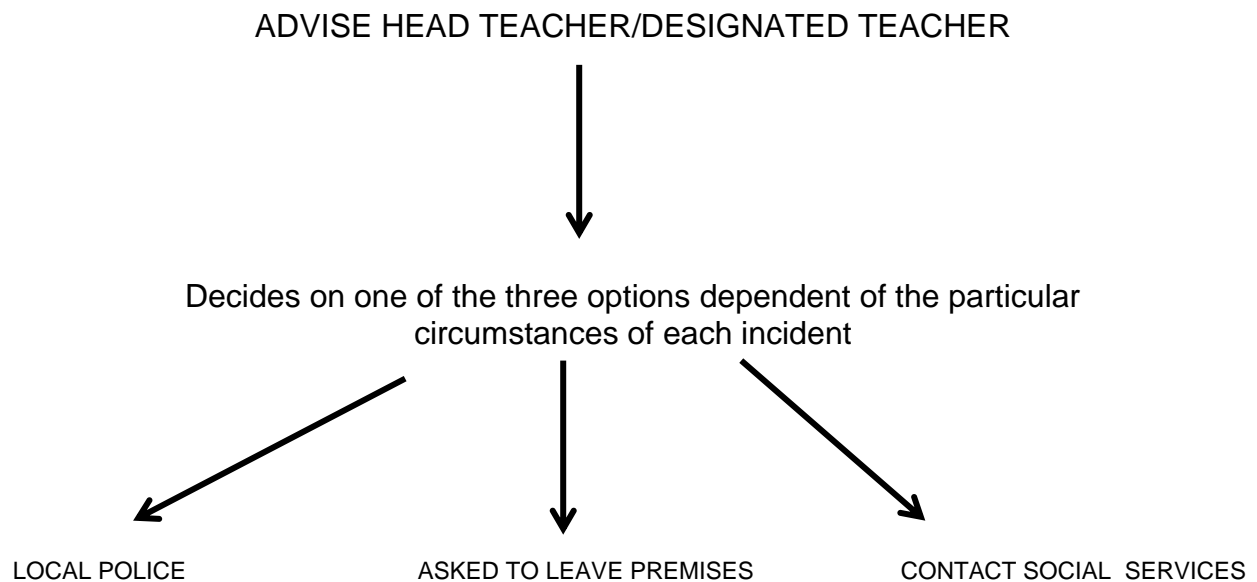 ADVISE HEAD TEACHER/DESIGNATED TEACHER
Decides on one of the three options dependent of the particular
circumstances of each incident
LOCAL POLICE
ASKED TO LEAVE PREMISES
CONTACT SOCIAL SERVICES